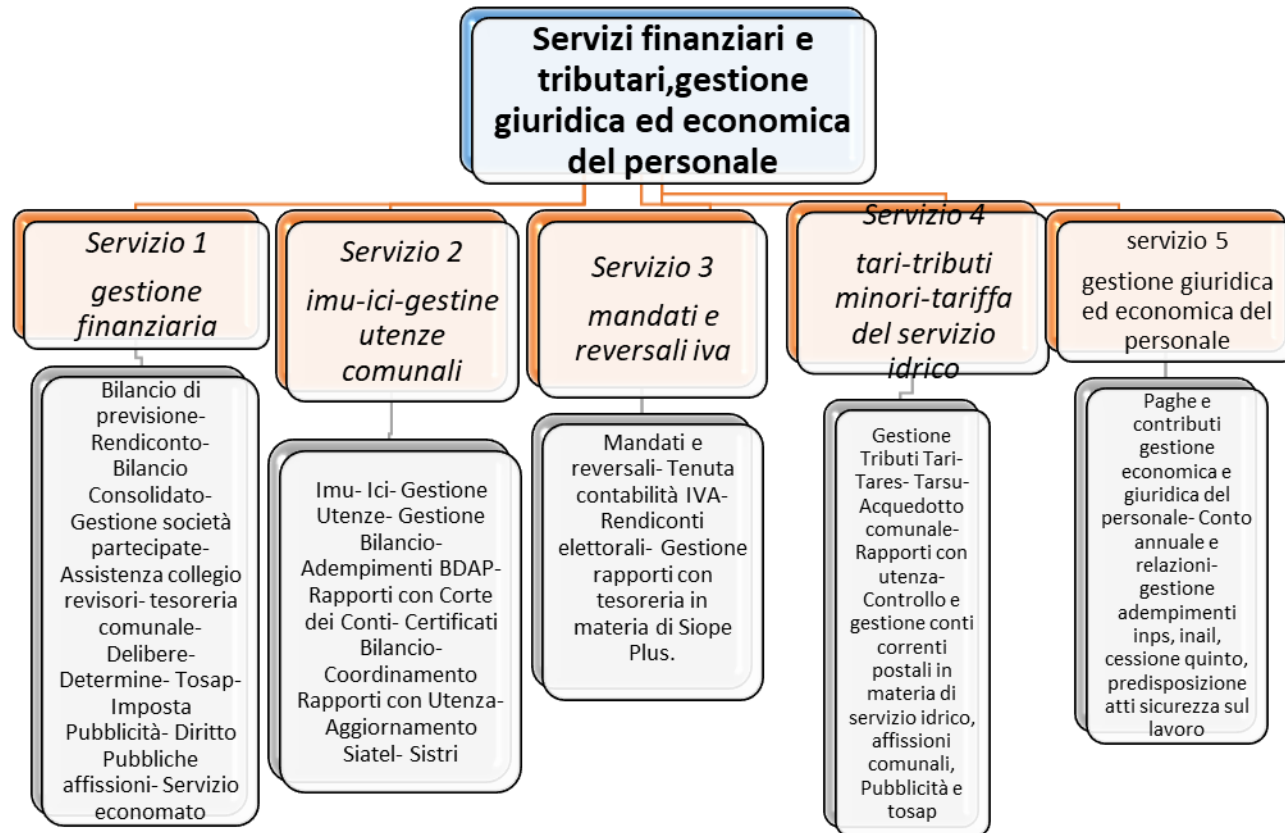 Servizi finanziari e
tributari,gestione
giuridica ed economica
del personale
Servizio 1
gestione
finanziaria
Servizio 2
imu-ici-gestine
utenze
comunali
Servizio 3
mandati e
reversali iva
Servizio 4
tari-tributi
minori-tariffa
del servizio
idrico
servizio 5
gestione giuridica
ed economica del
personale
Bilancio di
previsione-
Rendiconto-
Bilancio
Consolidato-
Gestione società
partecipate-
Assistenza collegio
revisori- tesoreria
comunale-
Delibere-
Determine- Tosap-
Imposta
Pubblicità- Diritto
Pubbliche
affissioni- Servizio
economato
Imu- Ici- Gestione
Utenze- Gestione
Bilancio-
Adempimenti BDAP-
Rapporti con Corte
dei Conti- Certificati
Bilancio-
Coordinamento
Rapporti con Utenza-
Aggiornamento
Siatel- Sistri
Mandati e
reversali- Tenuta
contabilità IVA-
Rendiconti
elettorali- Gestione
rapporti con
tesoreria in
materia di Siope
Plus.
Gestione
Tributi Tari-
Tares- Tarsu-
Acquedotto
comunale-
Rapporti con
utenza-
Controllo e
gestione conti
correnti
postali in
materia di
servizio idrico,
affissioni
comunali,
Pubblicità e
tosap
Paghe e
contributi
gestione
economica e
giuridica del
personale- Conto
annuale e
relazioni-
gestione
adempimenti
inps, inail,
cessione quinto,
predisposizione
atti sicurezza sul
lavoro